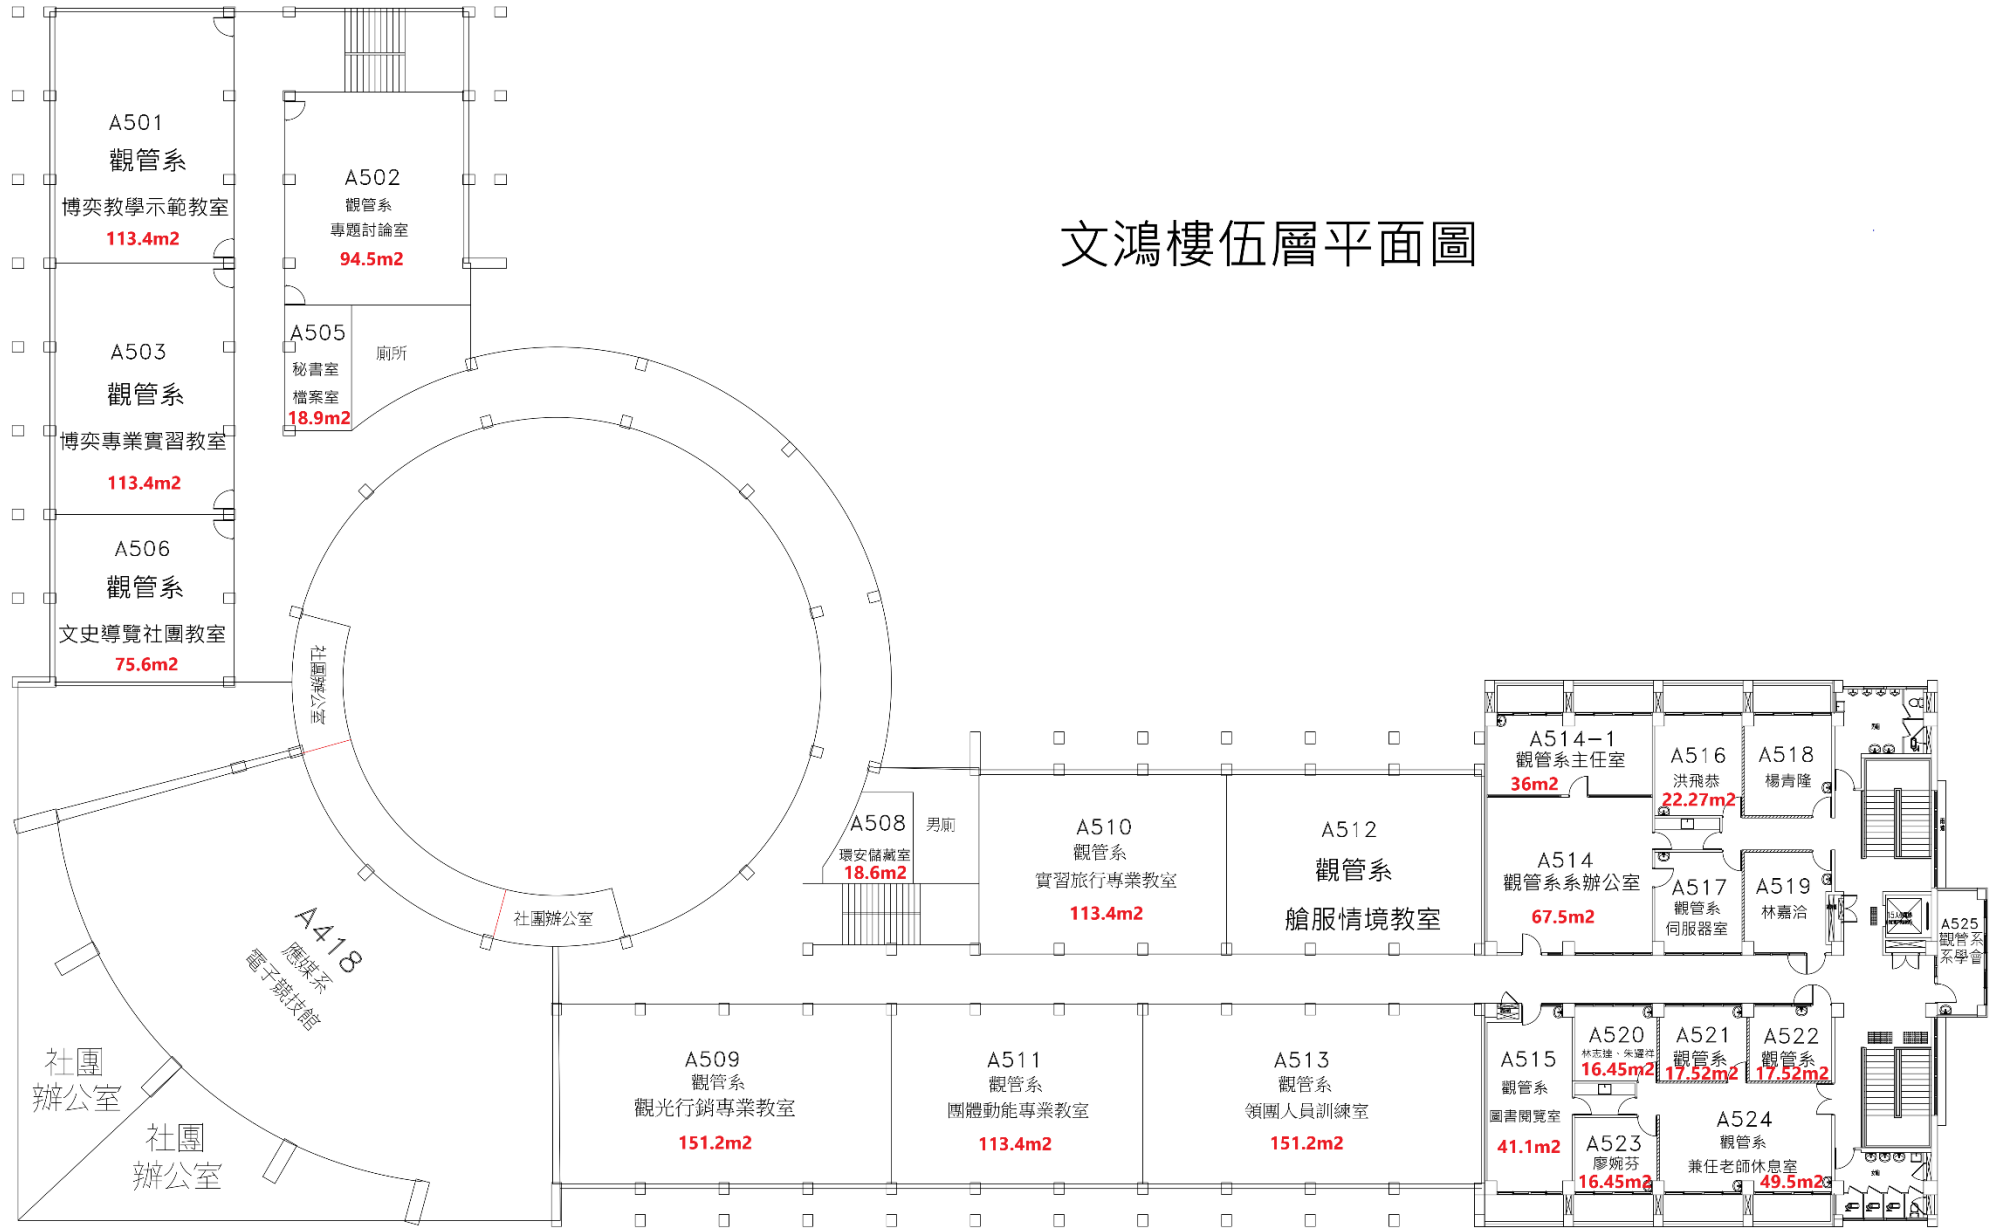 文鴻樓伍層平面圖
A501
觀管系
博奕教學示範教室
113.4m2
A502
觀管系
專題討論室
94.5m2
A503
觀管系
博奕專業實習教室
113.4m2
A505
秘書室
檔案室
18.9m2
廁所
A506
觀管系
文史導覽社團教室
75.6m2
社團辦公室
社團辦公室
A418
應媒系
電子競技館
社團
辦公室
社團
辦公室
A508
環安儲藏室
18.6m2
男廁
A510
觀管系
實習旅行專業教室
113.4m2
A512
觀管系
艙服情境教室
A509
觀管系
觀光行銷專業教室
151.2m2
A511
觀管系
團體動能專業教室
113.4m2
A513
觀管系
領團人員訓練室
151.2m2
A514-1
觀管系主任室
36m2
A514
觀管系系辦公室
67.5m2
A516
洪飛恭
22.27m2
A518
楊青隆
A517
觀管系
伺服器室
A519
林嘉洽
A525
觀管系
系學會
A515
觀管系
圖書閱覽室
41.1m2
A520
林志建、朱邐祥
16.45m2
A521
觀管系
17.52m2
A522
觀管系
17.52m2
A523
廖婉芬
16.45m2
A524
觀管系
兼任老師休息室
49.5m2